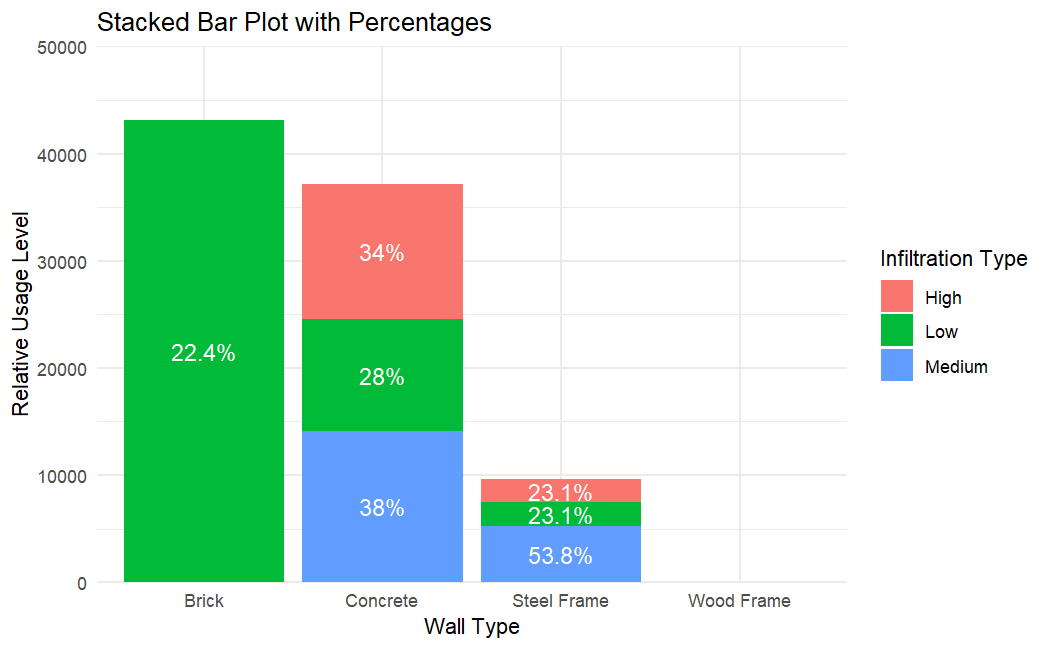 Stacked Bar Plot with Percentages
50000
40000
30000
20000
10000
0
Relative Usage Level
22.4%
34%
28%
38%
23.1%
23.1%
53.8%
Brick
Concrete
Steel Frame
Wood Frame
Wall Type
Infiltration Type
High
Low
Medium